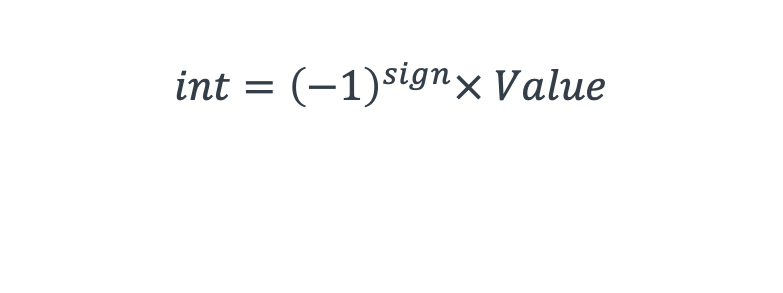 int = (−1)^sign × Value